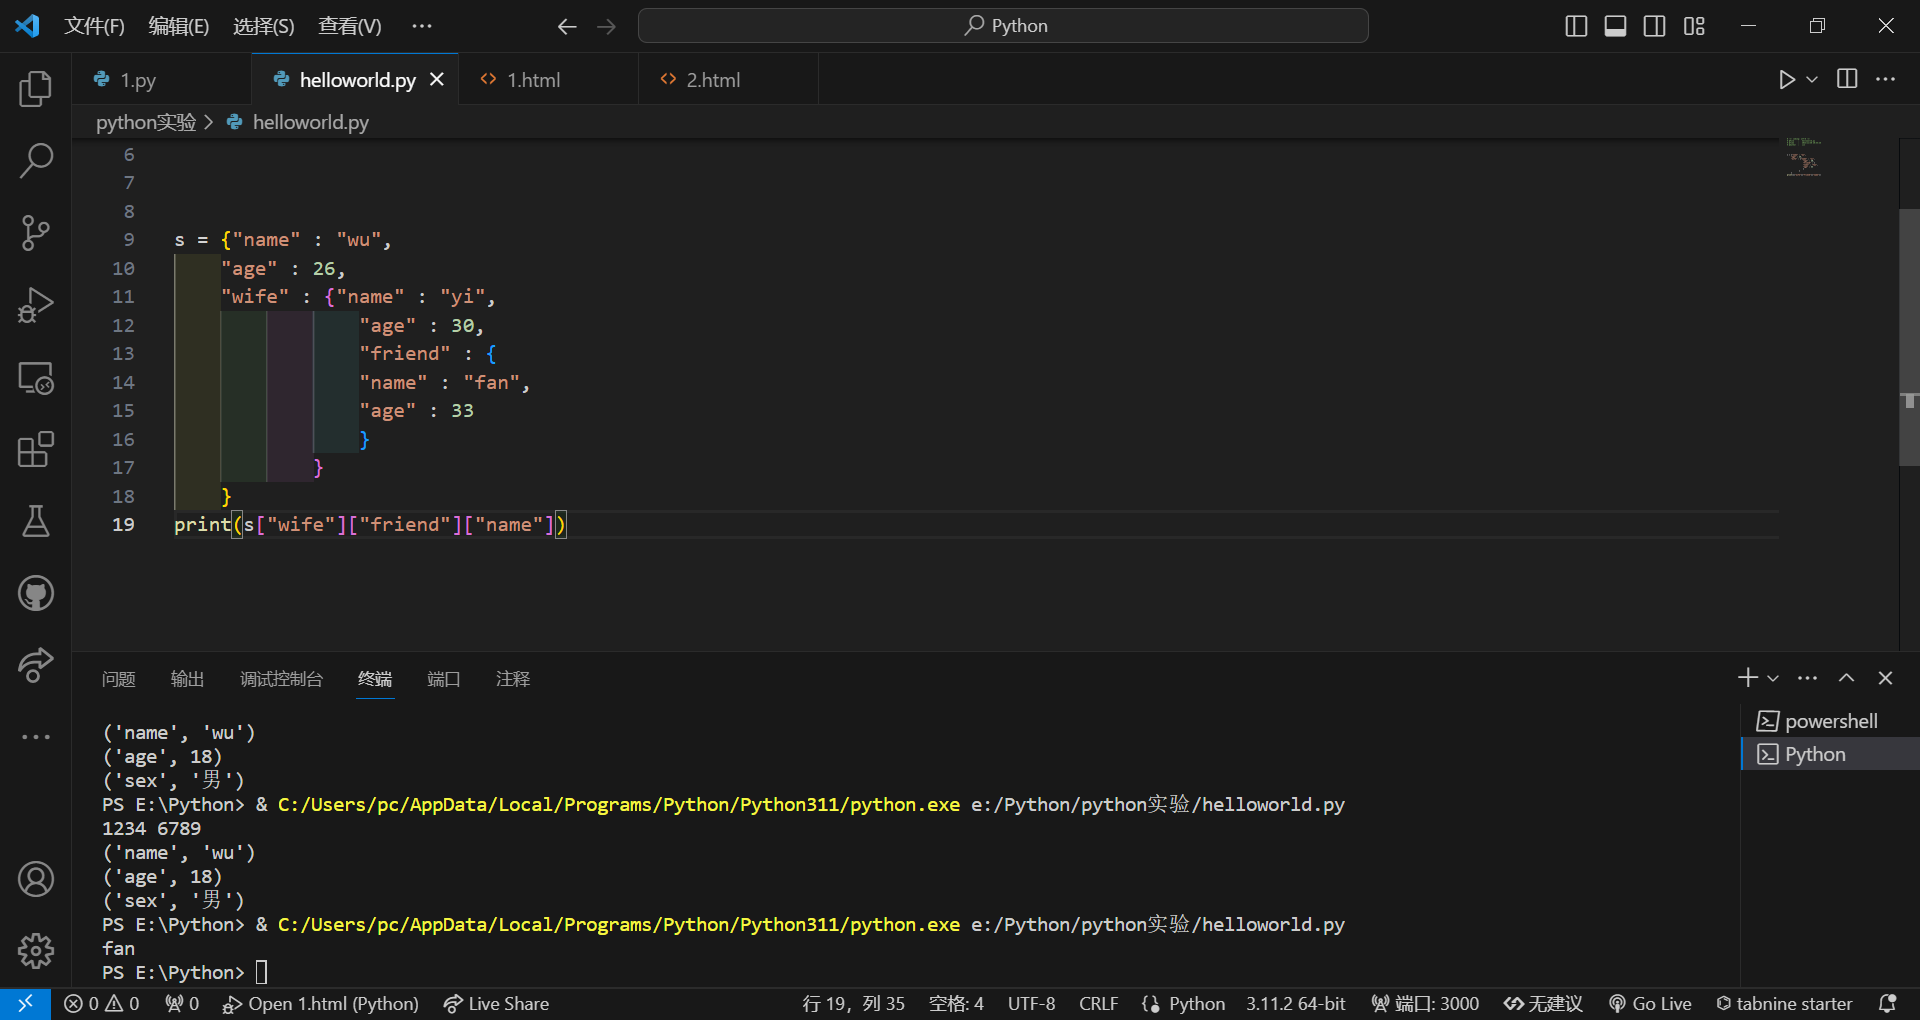 文件(F) 编辑(E) 选择(S) 查看(V) ··· Python
1.py helloworld.py 1.html 2.html
python实验 > helloworld.py
6
7
8
9 s = {"name" : "wu",
10 "age" : 26,
11 "wife" : {"name" : "yi",
12 "age" : 30,
13 "friend" : {
14 "name" : "fan",
15 "age" : 33
16 }
17 }
18 }
19 print(s["wife"]["friend"]["name"])
问题 输出 调试控制台 终端 端口 注释
powershell
Python
('name', 'wu')
('age', 18)
('sex', '男')
PS E:\Python> & C:/Users/pc/AppData/Local/Programs/Python/Python311/python.exe e:/Python/python实验/helloworld.py
1234 6789
('name', 'wu')
('age', 18)
('sex', '男')
PS E:\Python> & C:/Users/pc/AppData/Local/Programs/Python/Python311/python.exe e:/Python/python实验/helloworld.py
fan
PS E:\Python>
0 0 0 Open 1.html (Python) Live Share 行 19，列 35 空格: 4 UTF-8 CRLF Python 3.11.2 64-bit 端口: 3000 无建议 Go Live tabnine starter